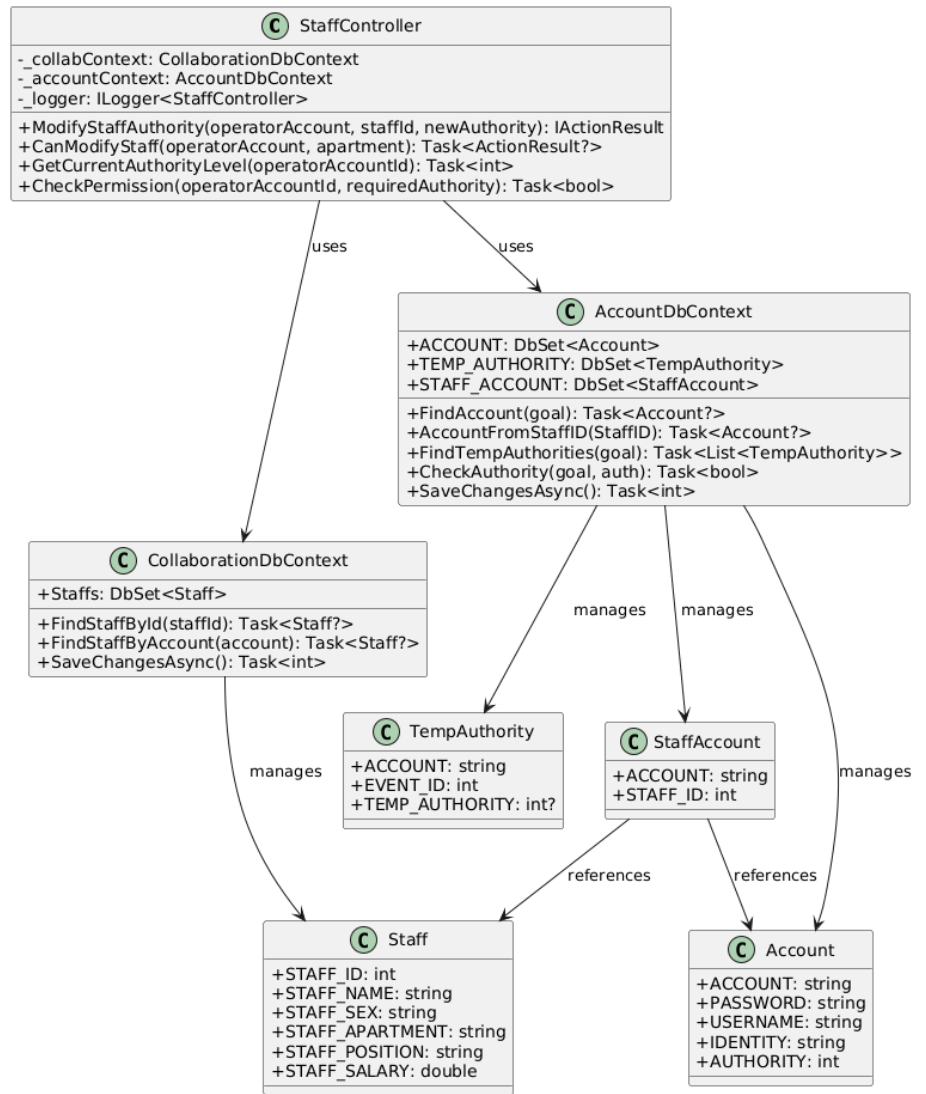 C StaffController
-_collabContext: CollaborationDbContext
-_accountContext: AccountDbContext
-_logger: ILogger<StaffController>
+ModifyStaffAuthority(operatorAccount, staffId, newAuthority): IActionResult
+CanModifyStaff(operatorAccount, apartment): Task<ActionResult?>
+GetCurrentAuthorityLevel(operatorAccountId): Task<int>
+CheckPermission(operatorAccountId, requiredAuthority): Task<bool>
uses
uses
C AccountDbContext
+ACCOUNT: DbSet<Account>
+TEMP_AUTHORITY: DbSet<TempAuthority>
+STAFF_ACCOUNT: DbSet<StaffAccount>
+FindAccount(goal): Task<Account?>
+AccountFromStaffID(StaffID): Task<Account?>
+FindTempAuthorities(goal): Task<List<TempAuthority>>
+CheckAuthority(goal, auth): Task<bool>
+SaveChangesAsync(): Task<int>
C CollaborationDbContext
+Staffs: DbSet<Staff>
+FindStaffById(staffId): Task<Staff?>
+FindStaffByAccount(account): Task<Staff?>
+SaveChangesAsync(): Task<int>
manages
manages
manages
manages
C TempAuthority
+ACCOUNT: string
+EVENT_ID: int
+TEMP_AUTHORITY: int?
C StaffAccount
+ACCOUNT: string
+STAFF_ID: int
references
references
C Staff
+STAFF_ID: int
+STAFF_NAME: string
+STAFF_SEX: string
+STAFF_APARTMENT: string
+STAFF_POSITION: string
+STAFF_SALARY: double
C Account
+ACCOUNT: string
+PASSWORD: string
+USERNAME: string
+IDENTITY: string
+AUTHORITY: int